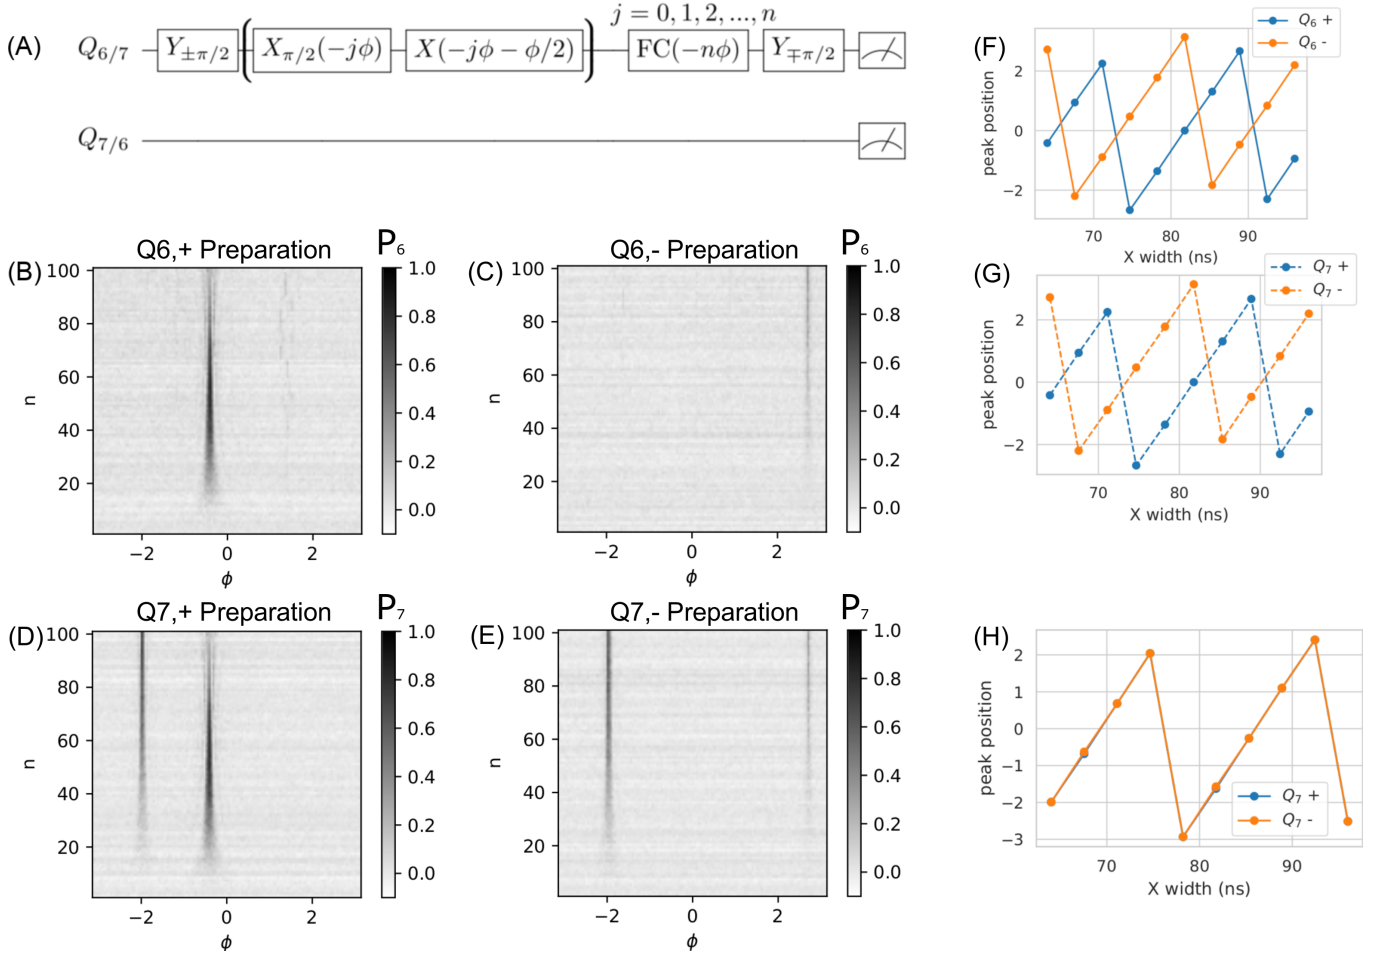 (A)
j = 0, 1, 2, ..., n
Q6/7
Y±π/2
Xπ/2(−jϕ)
X(−jϕ − ϕ/2)
FC(−nϕ)
Y∓π/2
Q7/6
(B)
Q6,+ Preparation
P6
100
80
60
40
20
n
−2
0
2
ϕ
1.0
0.8
0.6
0.4
0.2
0.0
(C)
Q6,- Preparation
P6
100
80
60
40
20
n
−2
0
2
ϕ
1.0
0.8
0.6
0.4
0.2
0.0
(D)
Q7,+ Preparation
P7
100
80
60
40
20
n
−2
0
2
ϕ
1.0
0.8
0.6
0.4
0.2
0.0
(E)
Q7,- Preparation
P7
100
80
60
40
20
n
−2
0
2
ϕ
1.0
0.8
0.6
0.4
0.2
0.0
(F)
Q6 +
Q6 -
peak position
2
0
−2
70
80
90
X width (ns)
(G)
Q7 +
Q7 -
peak position
2
0
−2
70
80
90
X width (ns)
(H)
peak position
2
1
0
−1
−2
−3
Q7 +
Q7 -
70
80
90
X width (ns)